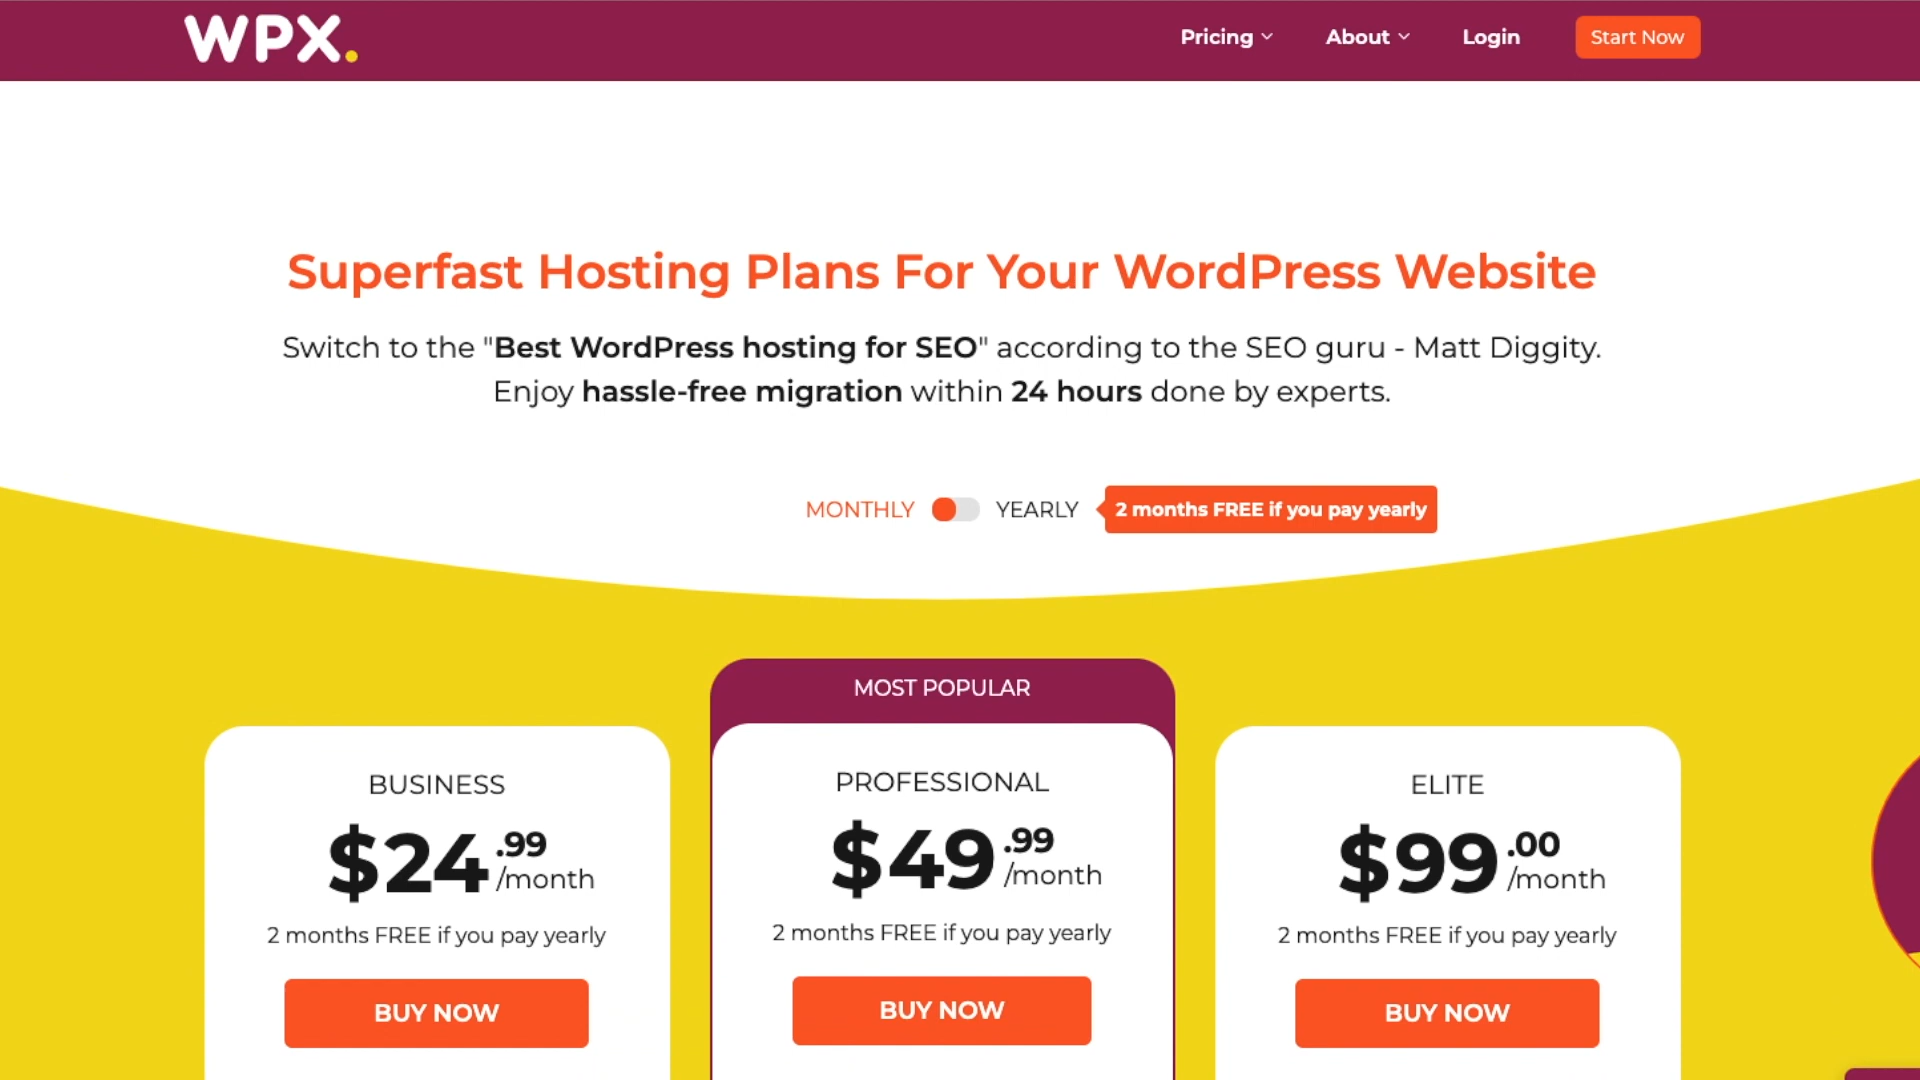 WPX.
Pricing
About
Login
Start Now
Superfast Hosting Plans For Your WordPress Website
Switch to the "Best WordPress hosting for SEO" according to the SEO guru - Matt Diggity.
Enjoy hassle-free migration within 24 hours done by experts.
MONTHLY
YEARLY
2 months FREE if you pay yearly
BUSINESS
$24.99
/month
2 months FREE if you pay yearly
BUY NOW
MOST POPULAR
PROFESSIONAL
$49.99
/month
2 months FREE if you pay yearly
BUY NOW
ELITE
$99.00
/month
2 months FREE if you pay yearly
BUY NOW